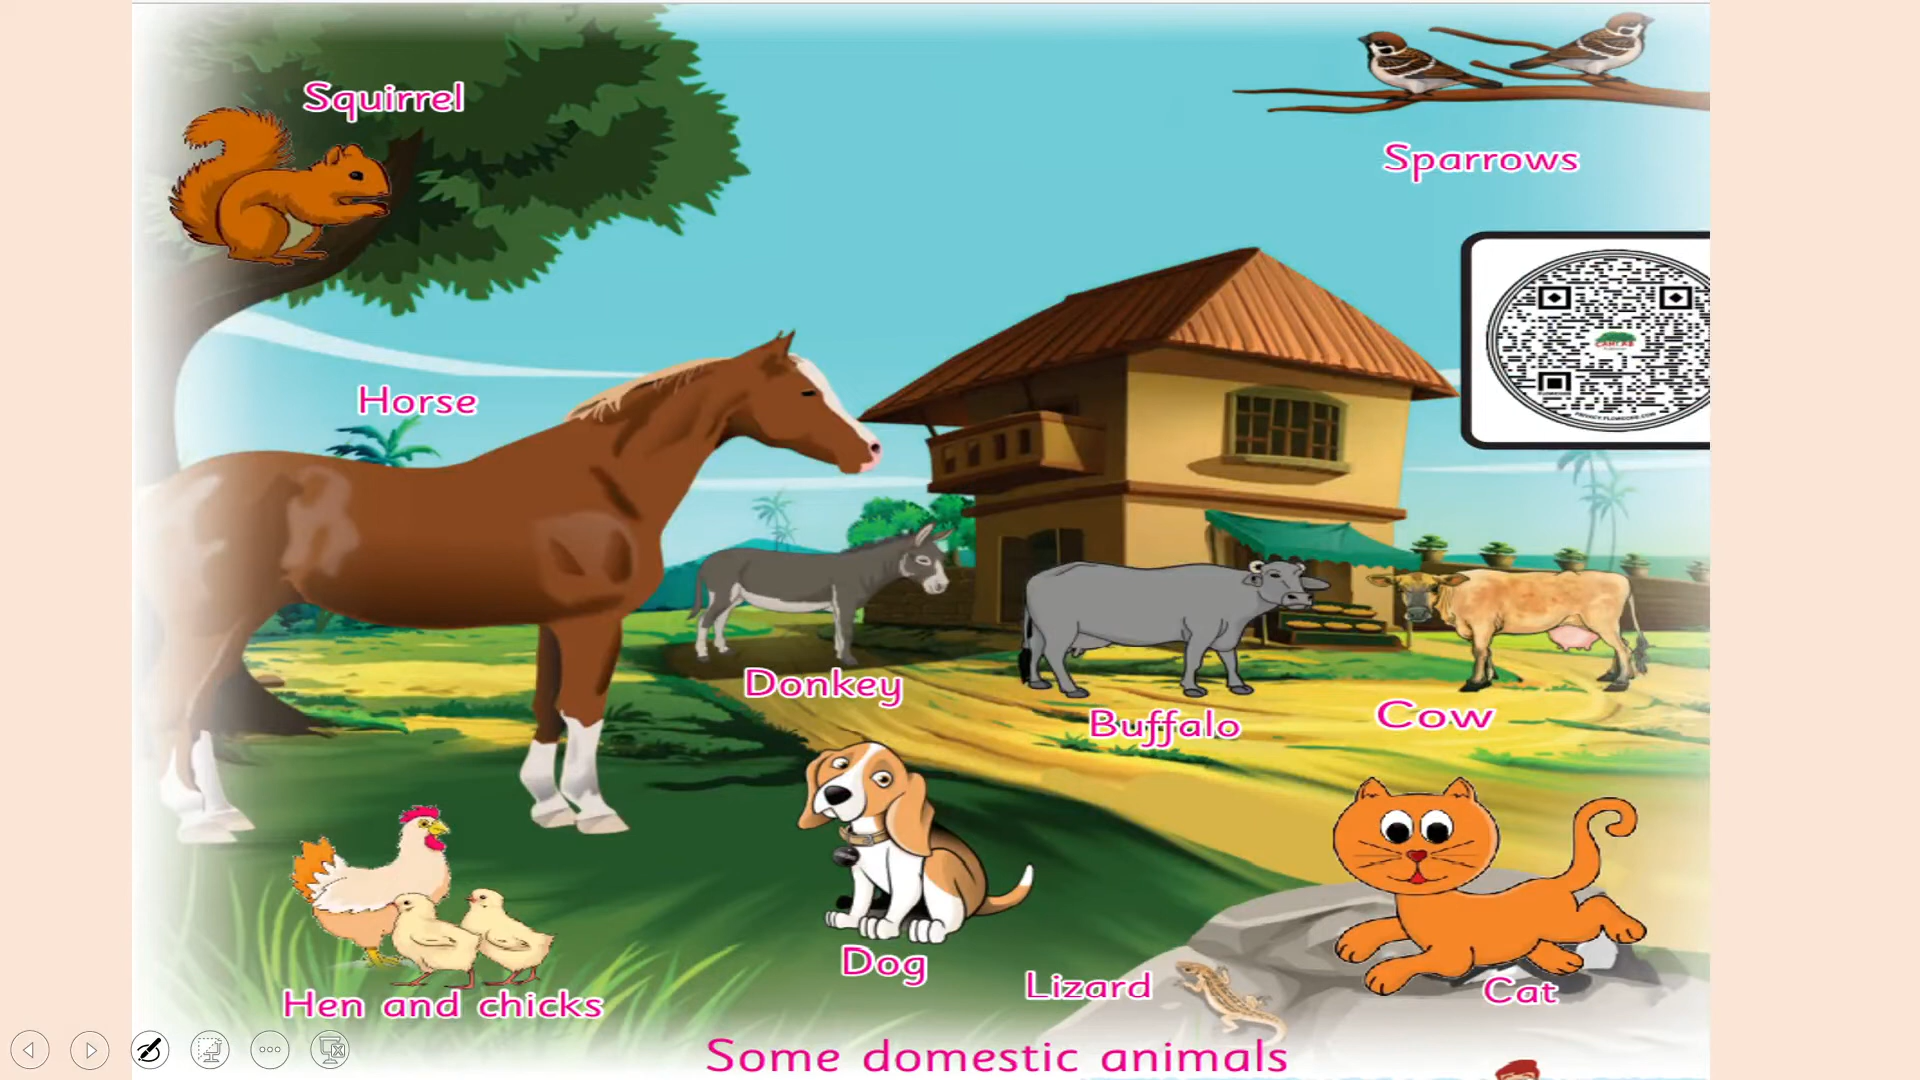 Squirrel
Sparrows
Horse
Donkey
Buffalo
Cow
Dog
Lizard
Cat
Hen and chicks
Some domestic animals